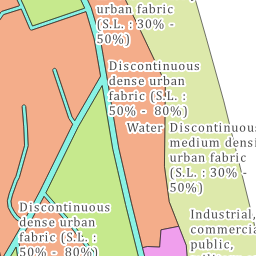 urban fabric
(S.L. : 30% -
50%)
Discontinuous
dense urban
fabric (S.L. :
50% -  80%)
Water
Discontinuous
medium densi
urban fabric
(S.L. : 30% -
50%)
Discontinuous
dense urban
fabric (S.L. :
50% -  80%)
Industrial,
commercia
public,